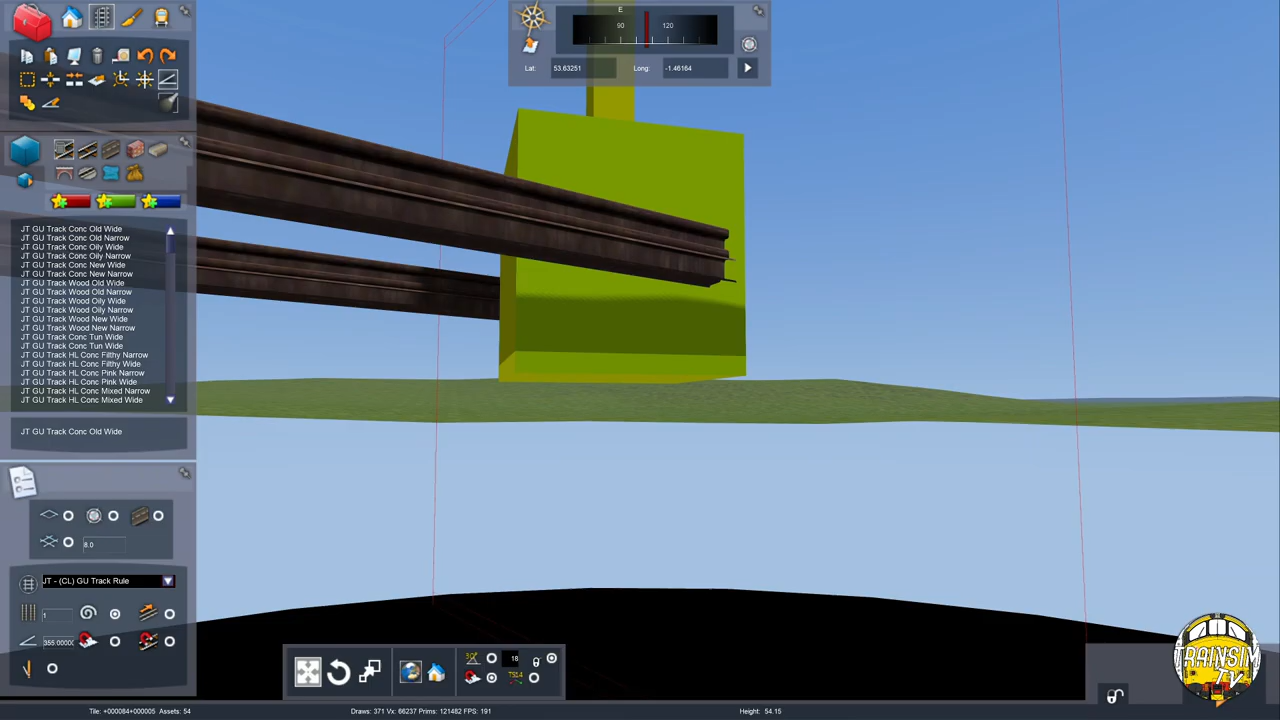 E
90
120
Lat:
53.63251
Long:
-1.46164
JT GU Track Conc Old Wide
JT GU Track Conc Old Narrow
JT GU Track Conc Oily Wide
JT GU Track Conc Oily Narrow
JT GU Track Conc New Wide
JT GU Track Conc New Narrow
JT GU Track Wood Old Wide
JT GU Track Wood Old Narrow
JT GU Track Wood Oily Wide
JT GU Track Wood Oily Narrow
JT GU Track Wood New Wide
JT GU Track Wood New Narrow
JT GU Track Conc Tun Wide
JT GU Track Conc Tun Wide
JT GU Track HL Conc Filthy Narrow
JT GU Track HL Conc Filthy Wide
JT GU Track HL Conc Pink Narrow
JT GU Track HL Conc Pink Wide
JT GU Track HL Conc Mixed Narrow
JT GU Track HL Conc Mixed Wide
JT GU Track Conc Old Wide
8.0
JT - (CL) GU Track Rule
1
355.0000
30°
18
TS14
TRAINSIM
TV
Tile: +000084+000005 Assets: 54
Draws: 371 Vx: 66237 Prims: 121482 FPS: 191
Height: 54.15